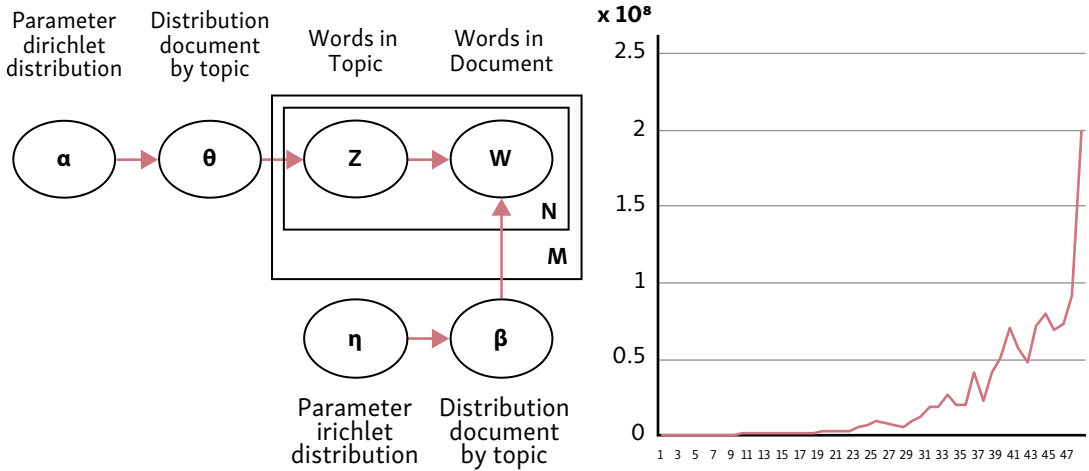 Parameter
dirichlet
distribution
Distribution
document
by topic
Words in
Topic
Words in
Document
α
θ
Z
W
N
M
η
β
Parameter
irichlet
distribution
Distribution
document
by topic
x 10⁸
2.5
2
1.5
1
0.5
0
1 3 5 7 9 11 13 15 17 19 21 23 25 27 29 31 33 35 37 39 41 43 45 47